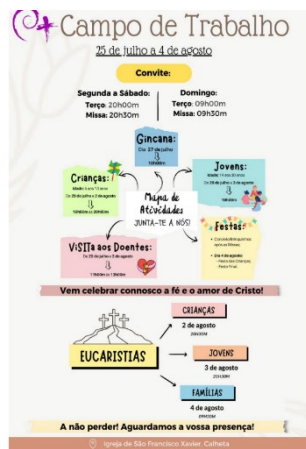 Campo de Trabalho
25 de julho a 4 de agosto
Convite:
Segunda a Sábado:
Terço: 20h00m
Missa: 20h30m
Domingo:
Terço: 09h00m
Missa: 09h30m
Gincana:
Dia 27 de julho
Crianças:
Jovens:
Mapa de
Atividades
JUNTA-TE A NÓS!
Festas:
ViSITa aos Doentes:
Vem celebrar connosco a fé e o amor de Cristo!
EUCARISTIAS
CRIANÇAS
2 de agosto
20H30M
JOVENS
3 de agosto
20H30M
FAMÍLIAS
4 de agosto
A não perder! Aguardamos a vossa presença!
Igreja de São Francisco Xavier, Calheta